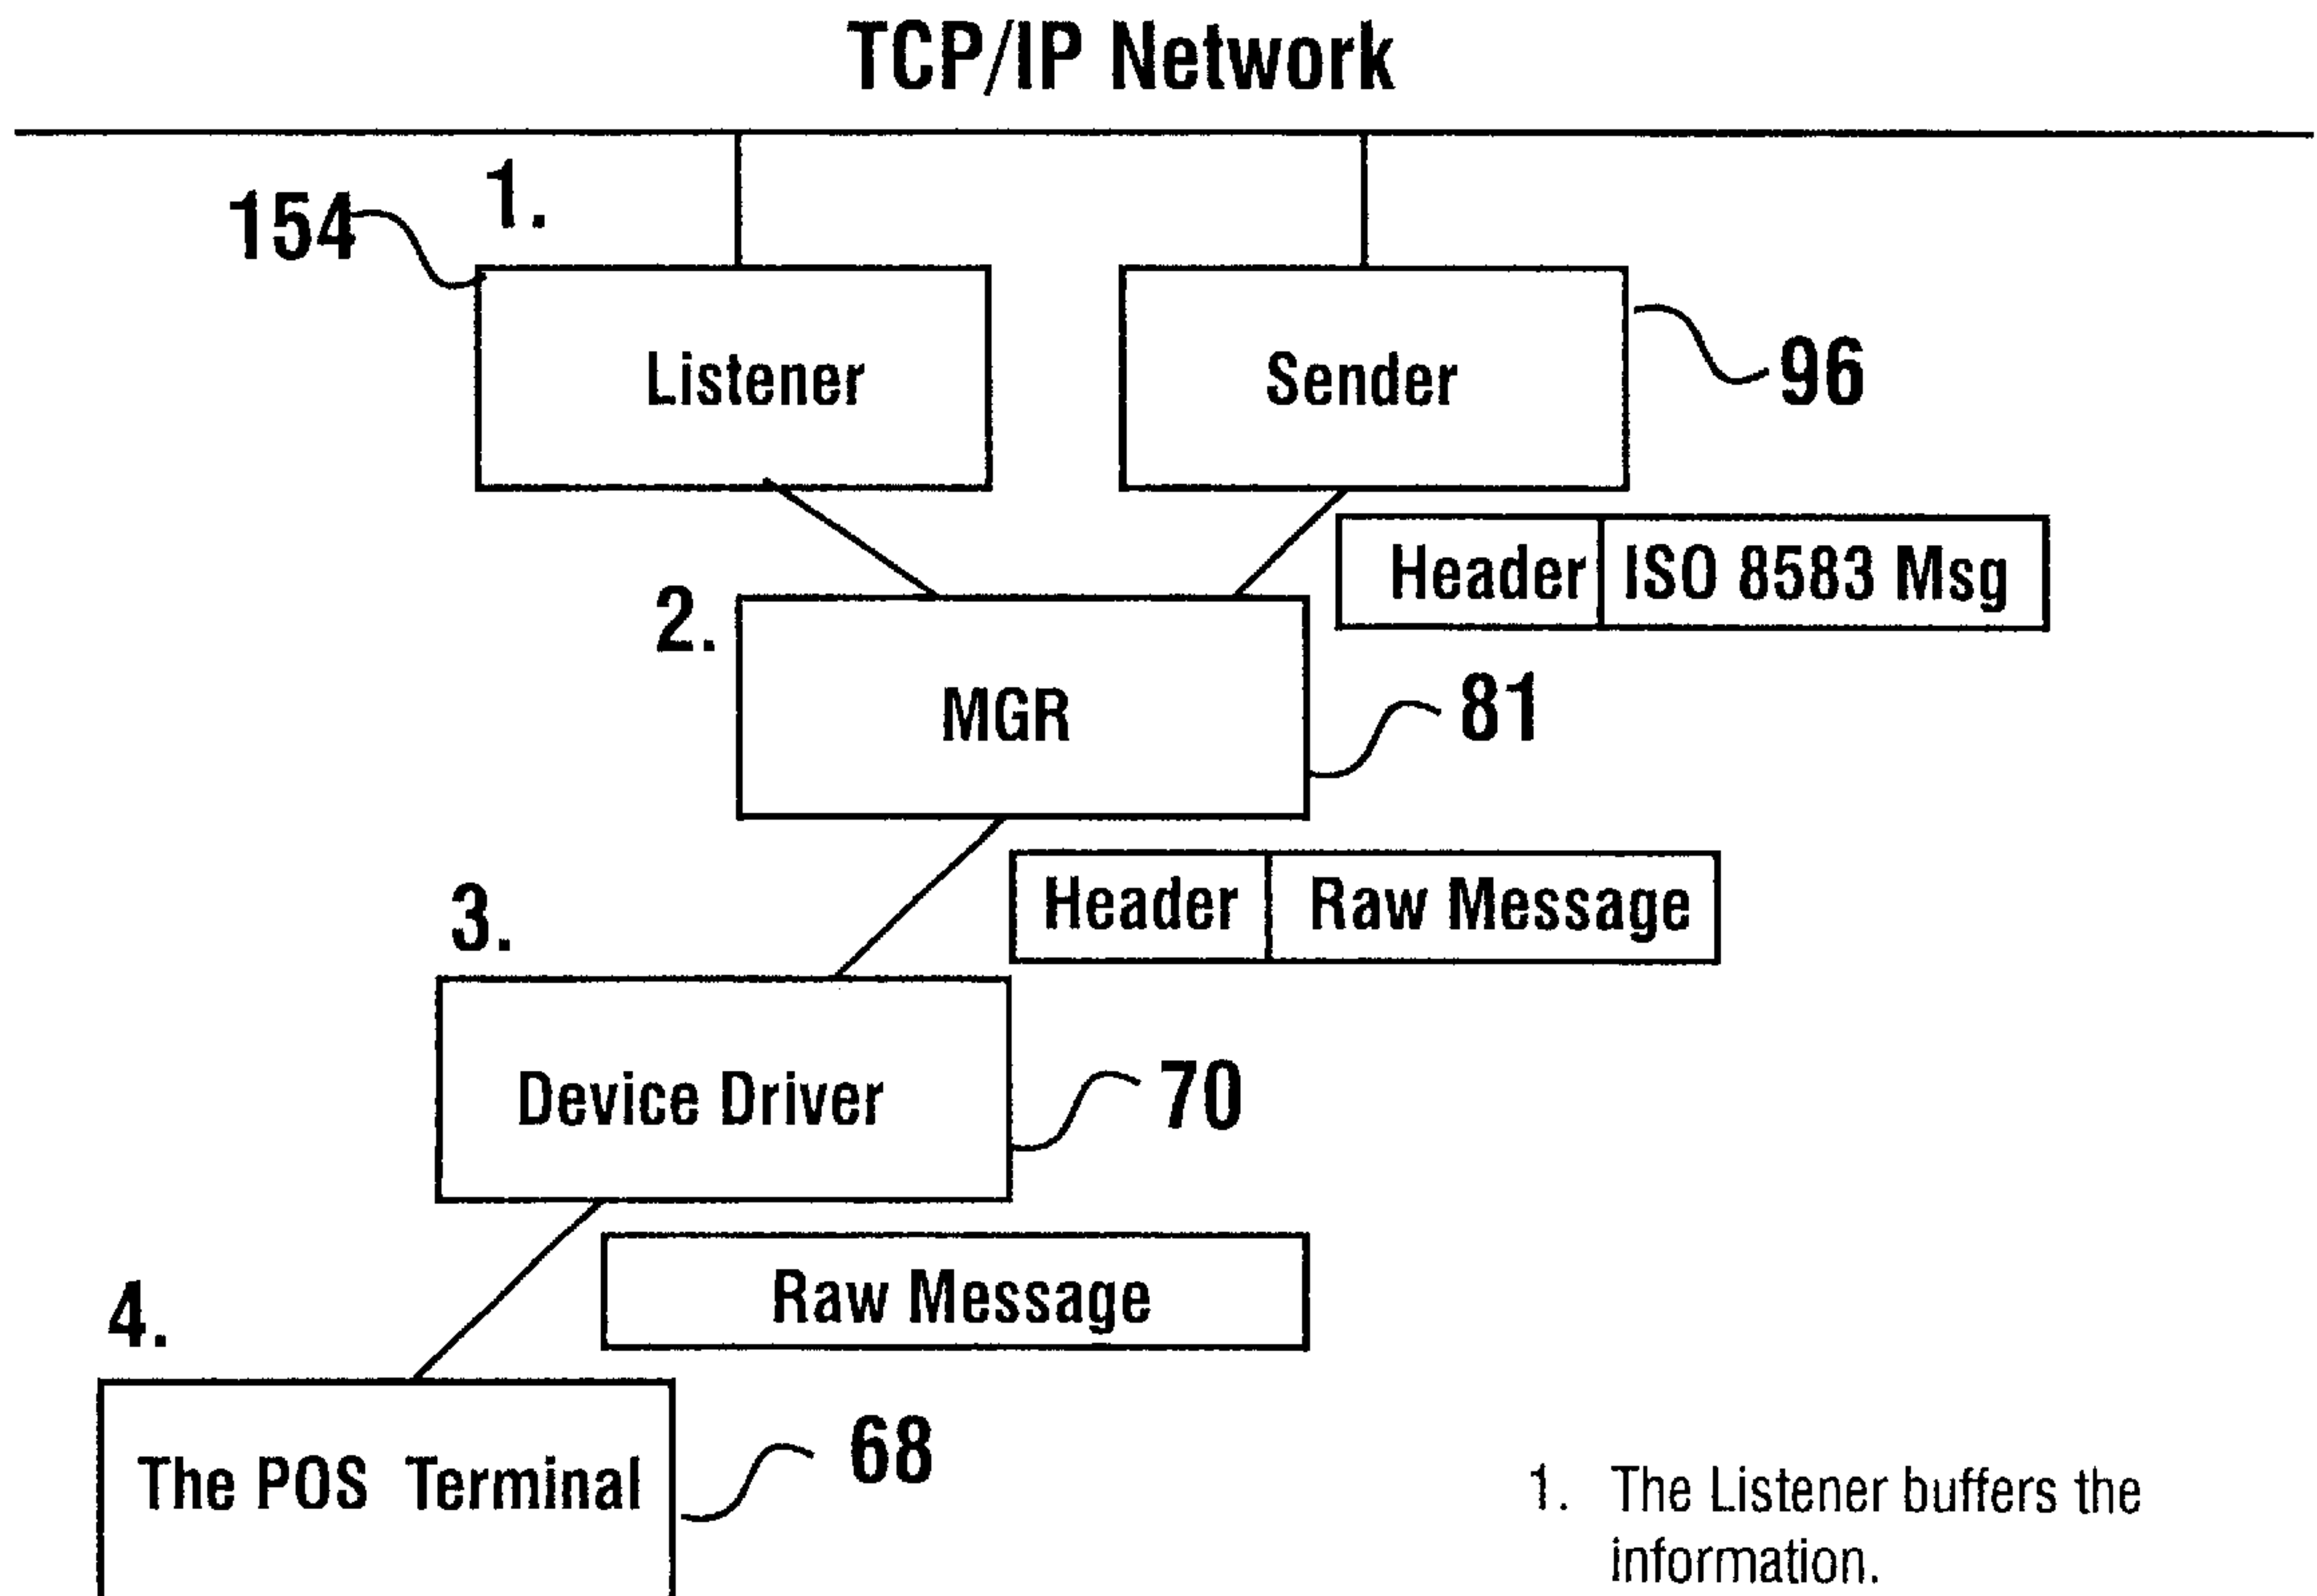 TCP/IP Network
1.
154
Listener
Sender
96
Header ISO 8583 Msg
2.
MGR
81
Header Raw Message
3.
Device Driver
70
Raw Message
4.
The POS Terminal
68
1. The Listener buffers the
information.